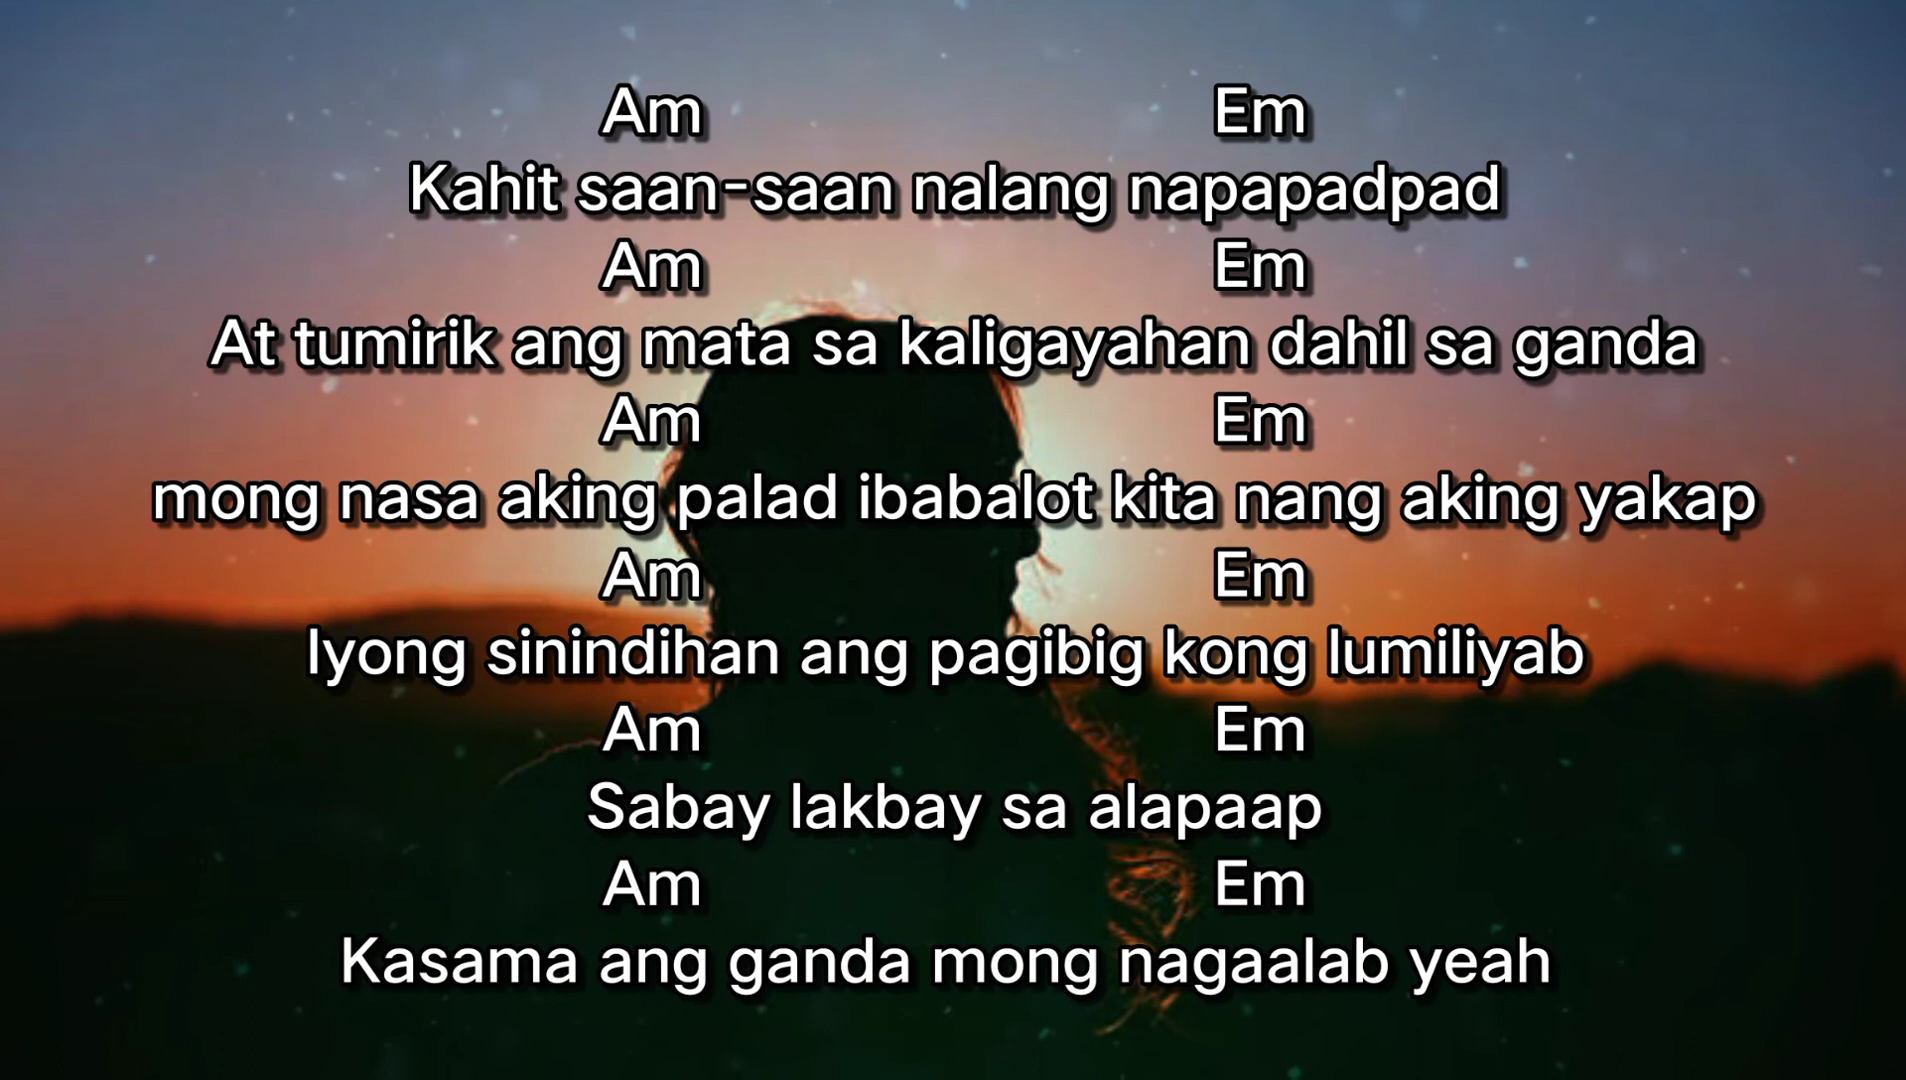 Am Em
Kahit saan-saan nalang napapadpad
Am Em
At tumirik ang mata sa kaligayahan dahil sa ganda
Am Em
mong nasa aking palad ibabalot kita nang aking yakap
Am Em
Iyong sinindihan ang pagibig kong lumiliyab
Am Em
Sabay lakbay sa alapaap
Am Em
Kasama ang ganda mong nagaalab yeah